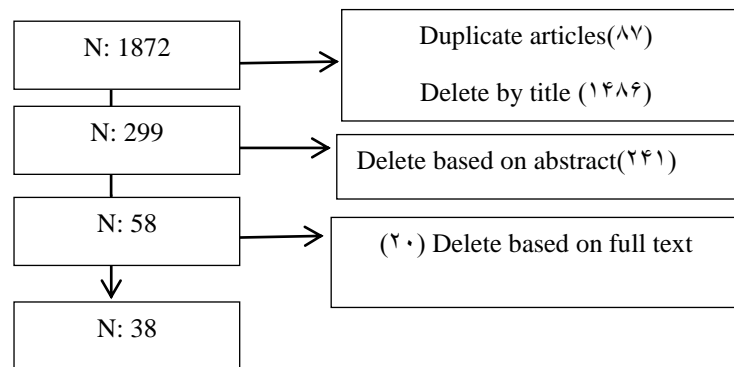 N: 1872
Duplicate articles(۸۷)
Delete by title (۱۴۸۶)
N: 299
Delete based on abstract(۲۴۱)
N: 58
(۲۰) Delete based on full text
N: 38